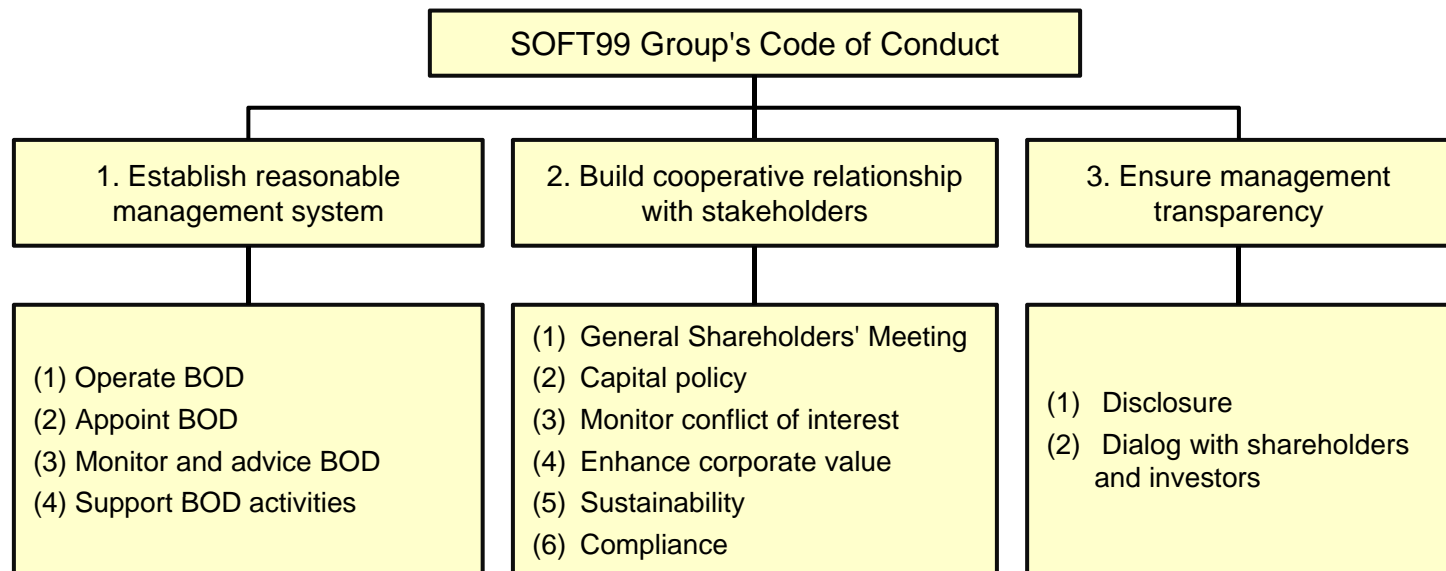 SOFT99 Group's Code of Conduct
1. Establish reasonable
management system
2. Build cooperative relationship
with stakeholders
3. Ensure management
transparency
(1) Operate BOD
(2) Appoint BOD
(3) Monitor and advice BOD
(4) Support BOD activities
(1) General Shareholders' Meeting
(2) Capital policy
(3) Monitor conflict of interest
(4) Enhance corporate value
(5) Sustainability
(6) Compliance
(1) Disclosure
(2) Dialog with shareholders
and investors